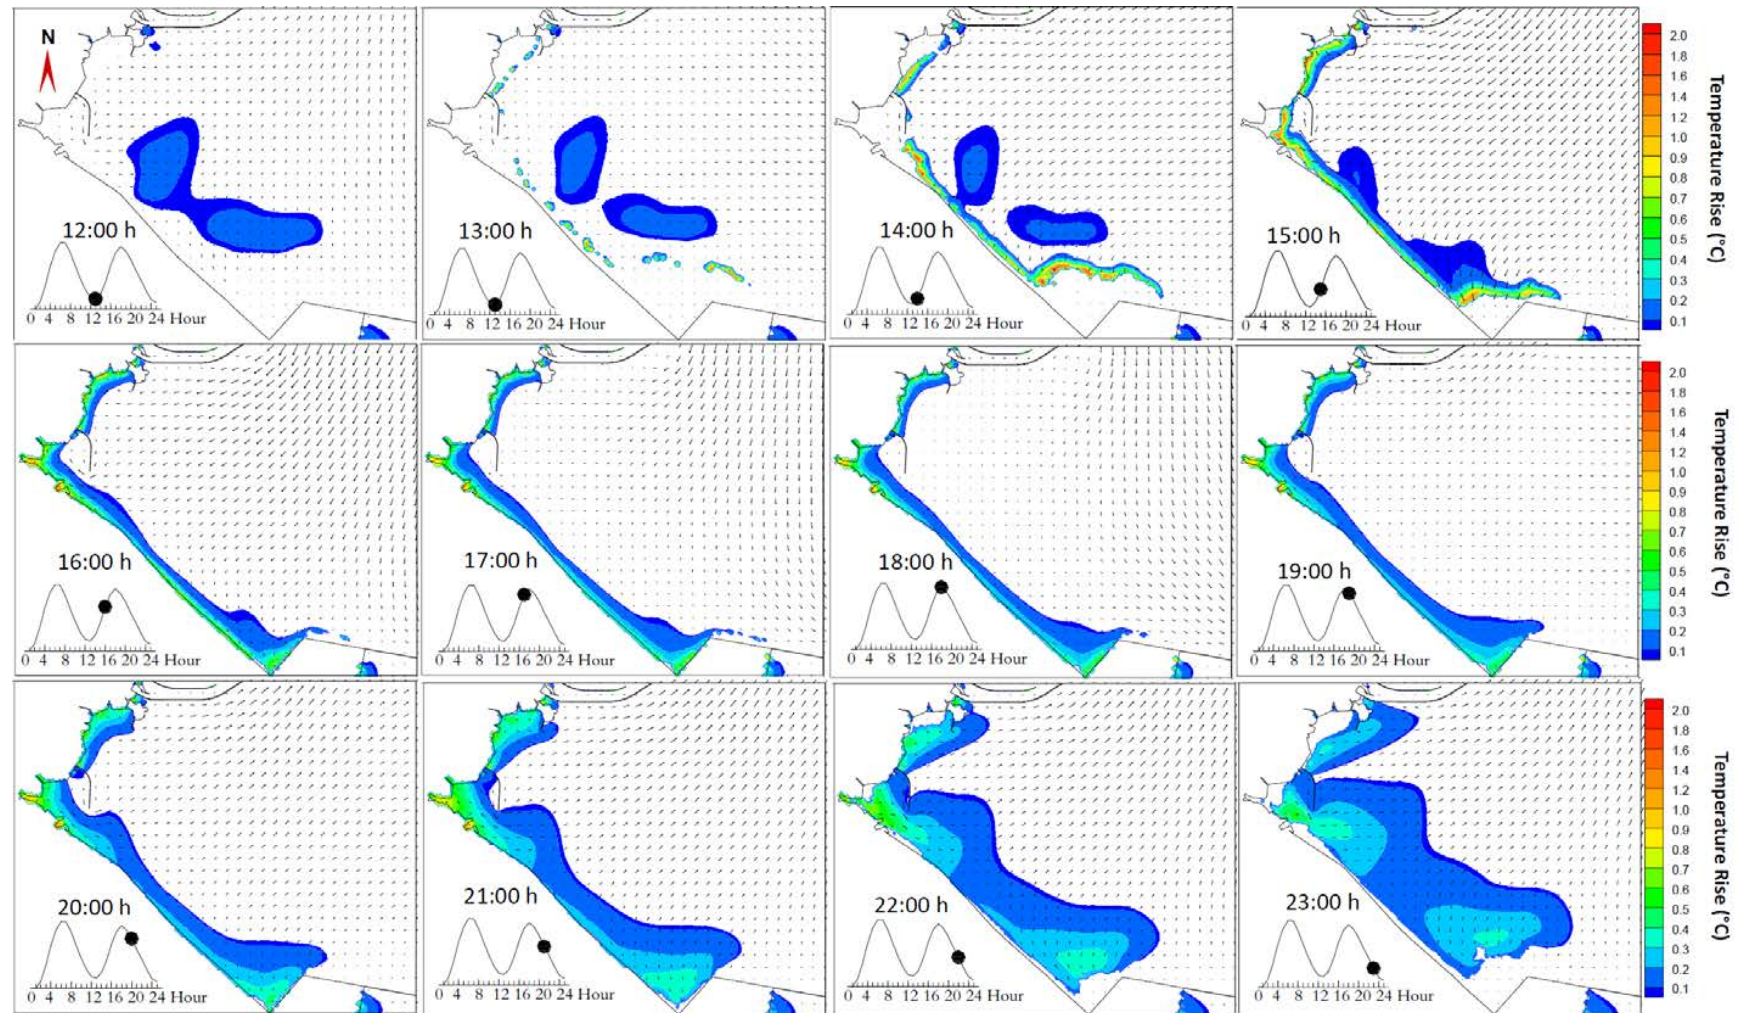 N
12:00 h
0 4 8 12 16 20 24 Hour
13:00 h
0 4 8 12 16 20 24 Hour
14:00 h
0 4 8 12 16 20 24 Hour
15:00 h
0 4 8 12 16 20 24 Hour
2.0
1.8
1.6
1.4
1.2
1.0
0.9
0.8
0.7
0.6
0.5
0.4
0.3
0.2
0.1
Temperature Rise (°C)
16:00 h
0 4 8 12 16 20 24 Hour
17:00 h
0 4 8 12 16 20 24 Hour
18:00 h
0 4 8 12 16 20 24 Hour
19:00 h
0 4 8 12 16 20 24 Hour
2.0
1.8
1.6
1.4
1.2
1.0
0.9
0.8
0.7
0.6
0.5
0.4
0.3
0.2
0.1
Temperature Rise (°C)
20:00 h
0 4 8 12 16 20 24 Hour
21:00 h
0 4 8 12 16 20 24 Hour
22:00 h
0 4 8 12 16 20 24 Hour
23:00 h
0 4 8 12 16 20 24 Hour
2.0
1.8
1.6
1.4
1.2
1.0
0.9
0.8
0.7
0.6
0.5
0.4
0.3
0.2
0.1
Temperature Rise (°C)